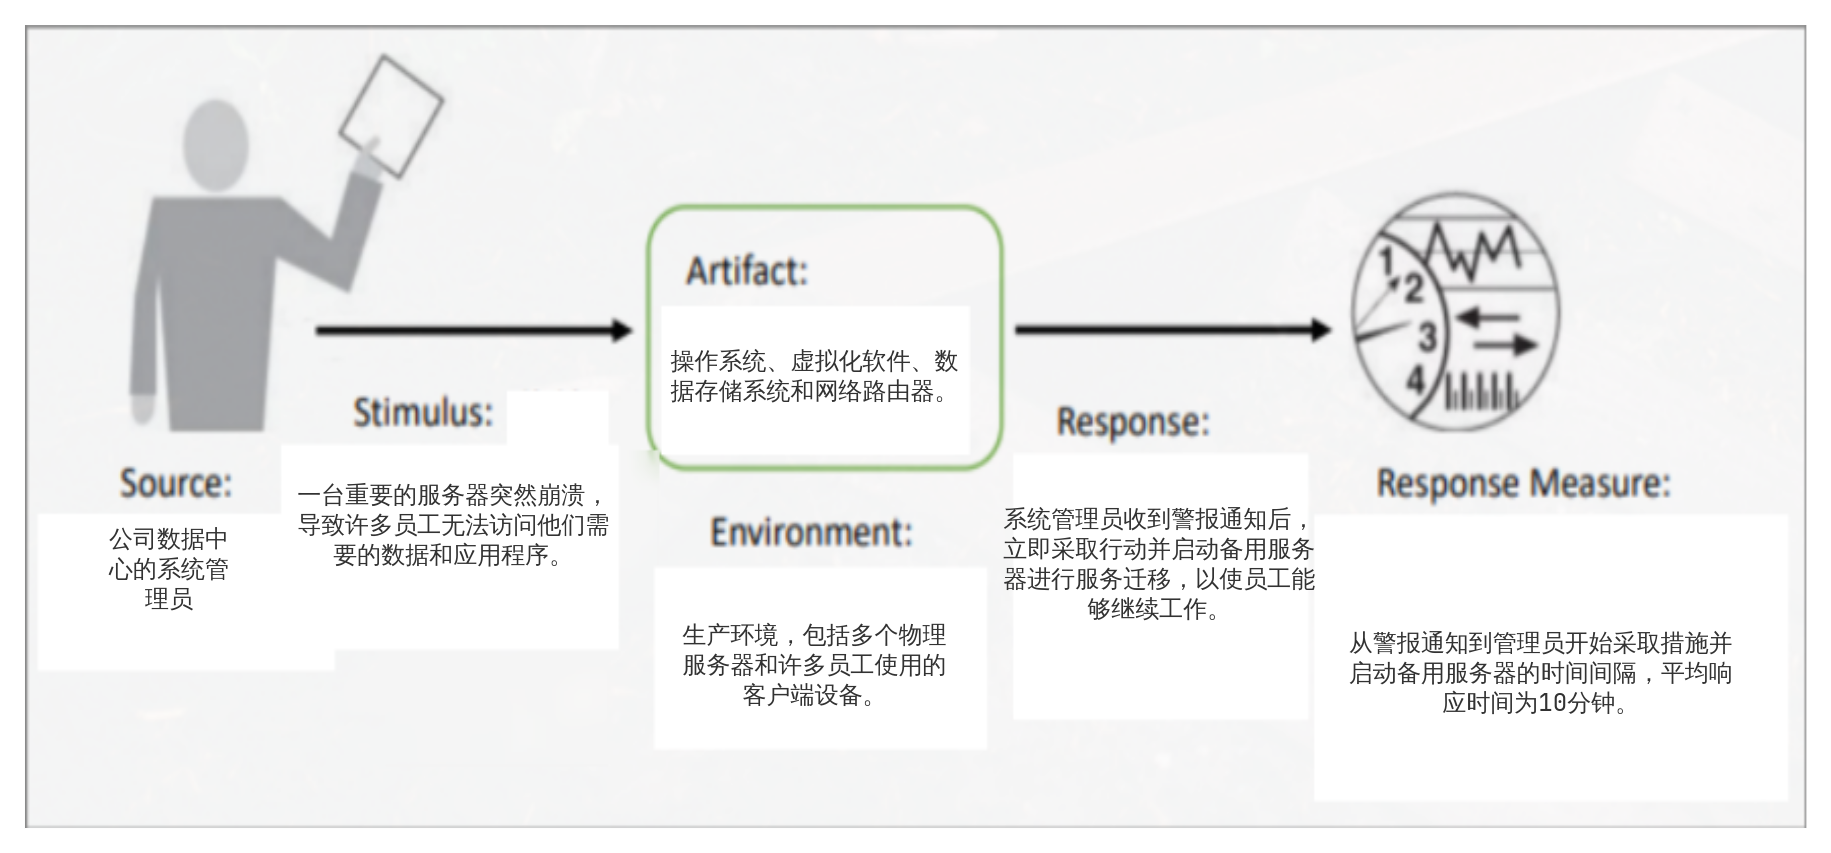 Artifact:
操作系统、虚拟化软件、数
据存储系统和网络路由器。
Stimulus:
一台重要的服务器突然崩溃，
导致许多员工无法访问他们需
要的数据和应用程序。
Source:
公司数据中
心的系统管
理员
Environment:
生产环境，包括多个物理
服务器和许多员工使用的
客户端设备。
Response:
系统管理员收到警报通知后，
立即采取行动并启动备用服务
器进行服务迁移，以使员工能
够继续工作。
1
2
3
4
Response Measure:
从警报通知到管理员开始采取措施并
启动备用服务器的时间间隔，平均响
应时间为10分钟。